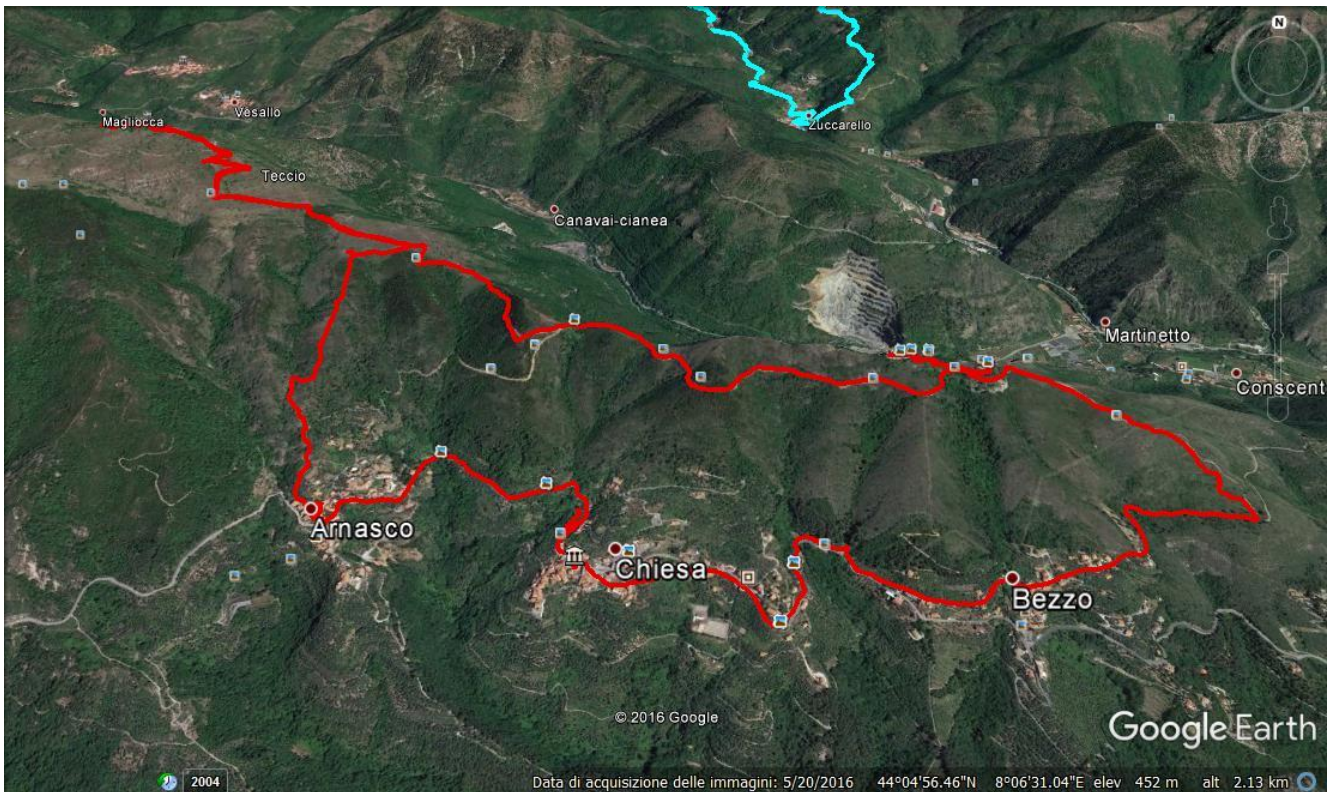 N
Vesallo
Magliocca
Zuccarello
Teccio
Canavai-cianea
Martinetto
Conscent
Arnasco
Chiesa
Bezzo
© 2016 Google
Google Earth
2004
Data di acquisizione delle immagini: 5/20/2016 44°04'56.46"N 8°06'31.04"E elev 452 m alt 2.13 km